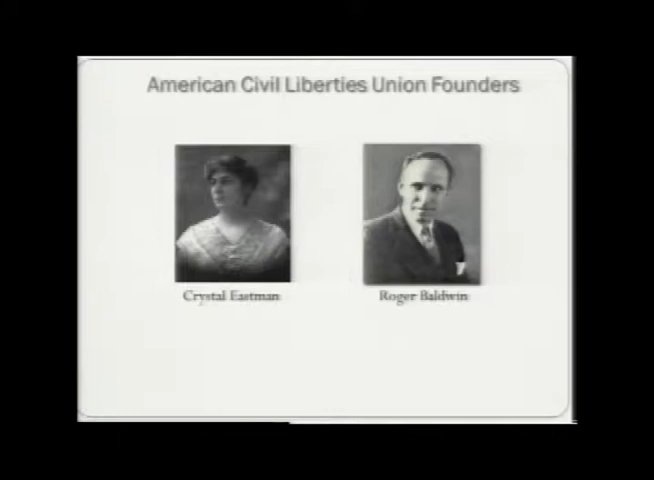 American Civil Liberties Union Founders
Crystal Eastman
Roger Baldwin